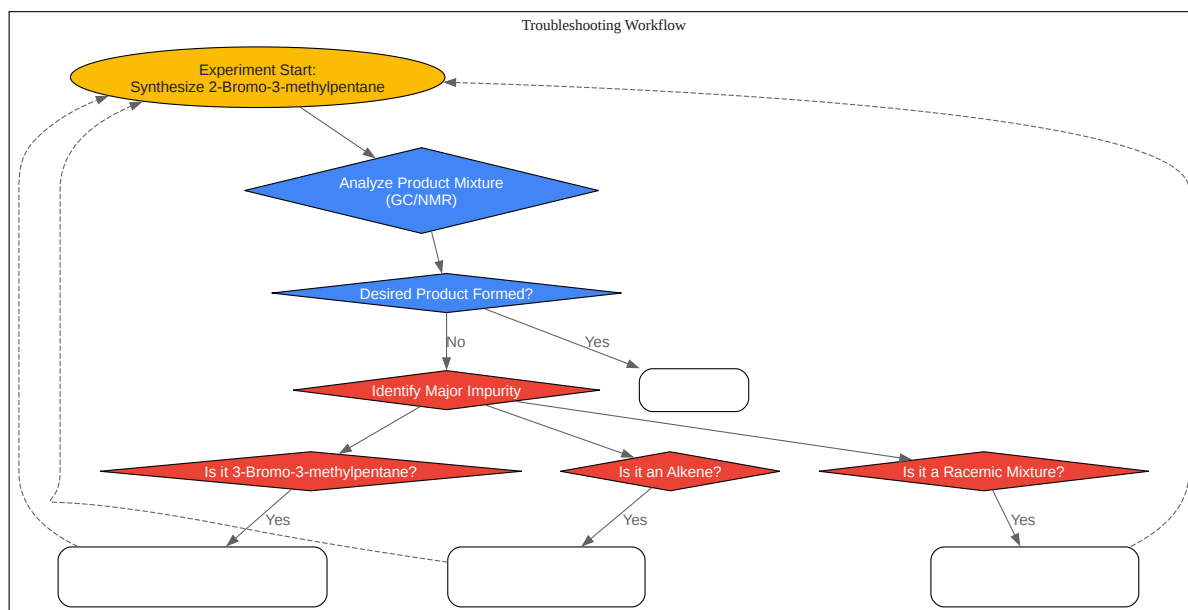 Troubleshooting Workflow
Experiment Start:
Synthesize 2-Bromo-3-methylpentane
Analyze Product Mixture
(GC/NMR)
Desired Product Formed?
No
Yes
Identify Major Impurity
Is it 3-Bromo-3-methylpentane?
Is it an Alkene?
Is it a Racemic Mixture?
Yes
Yes
Yes